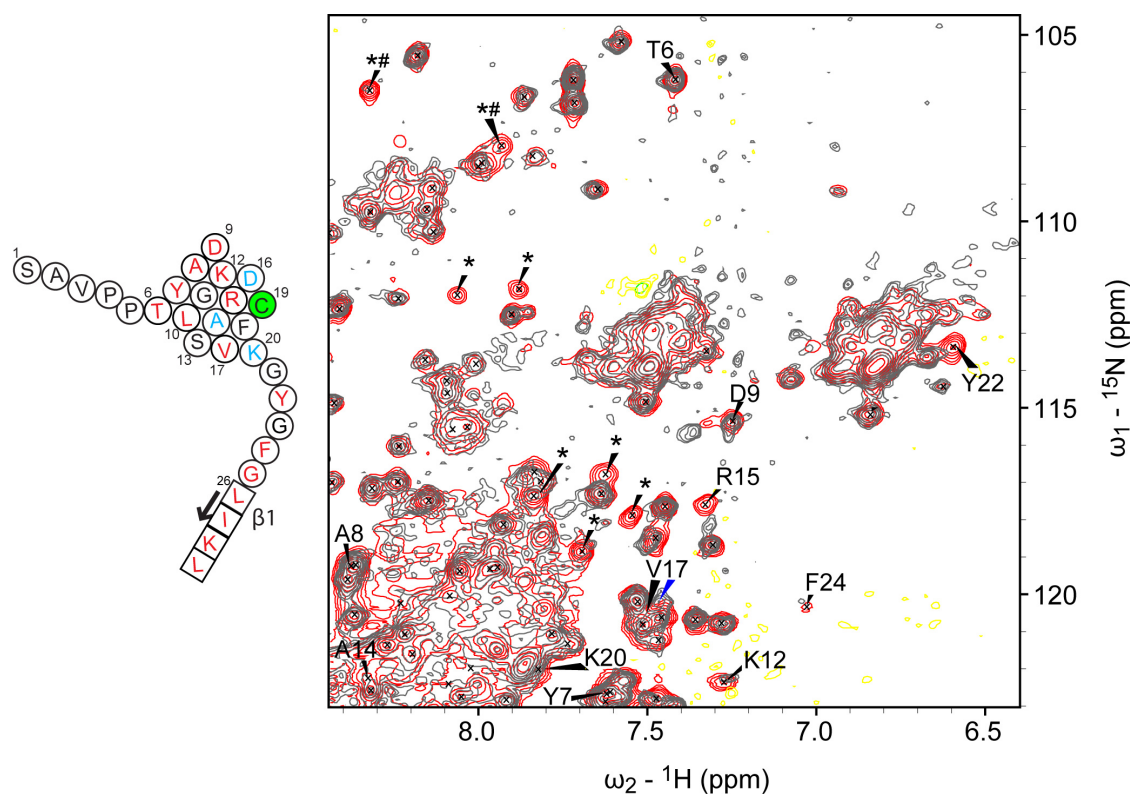 1
S A V P P T L A F
6
Y G R C
19
A K D
12
16
D
9
10
S V K
13
17
20
G
Y
G
F
G
26
L
I
K
L
β1
*#
*#
T6
*
*
Y22
D9
*
*
*
*
R15
A8
V17
F24
A14
K20
K12
Y7
105
110
115
120
8.0 7.5 7.0 6.5
ω2 - 1H (ppm)
ω1 - 15N (ppm)